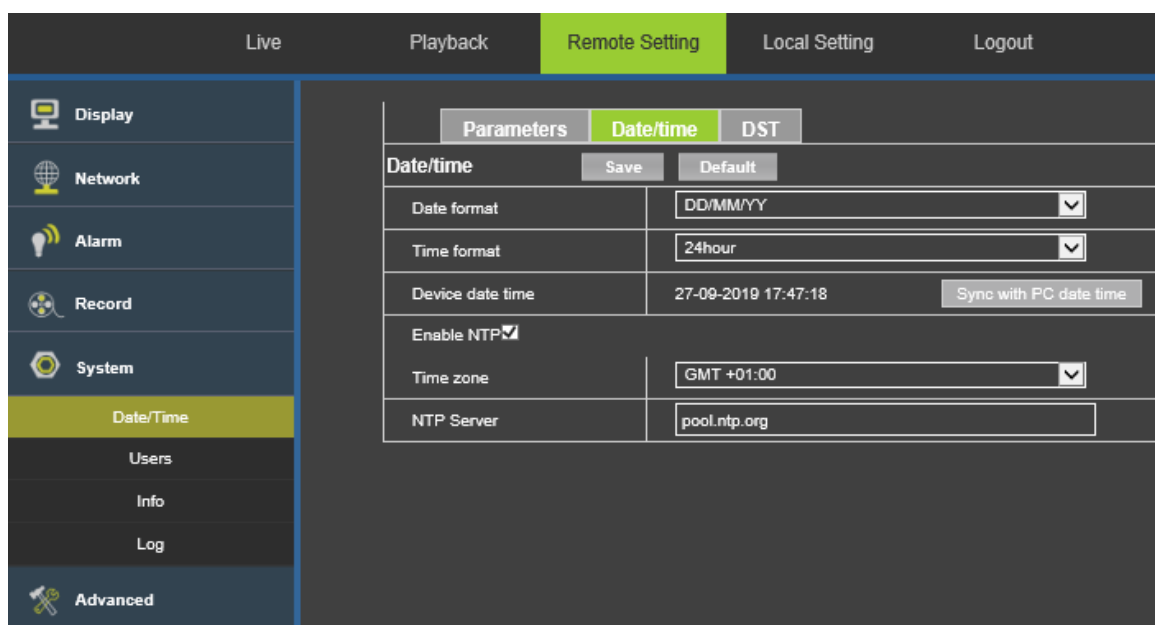 Live Playback Remote Setting Local Setting Logout
Display
Network
Alarm
Record
System
Date/Time
Users
Info
Log
Advanced
Parameters Date/time DST
Date/time Save Default
Date format DD/MM/YY
Time format 24hour
Device date time 27-09-2019 17:47:18 Sync with PC date time
Enable NTP
Time zone GMT +01:00
NTP Server pool.ntp.org